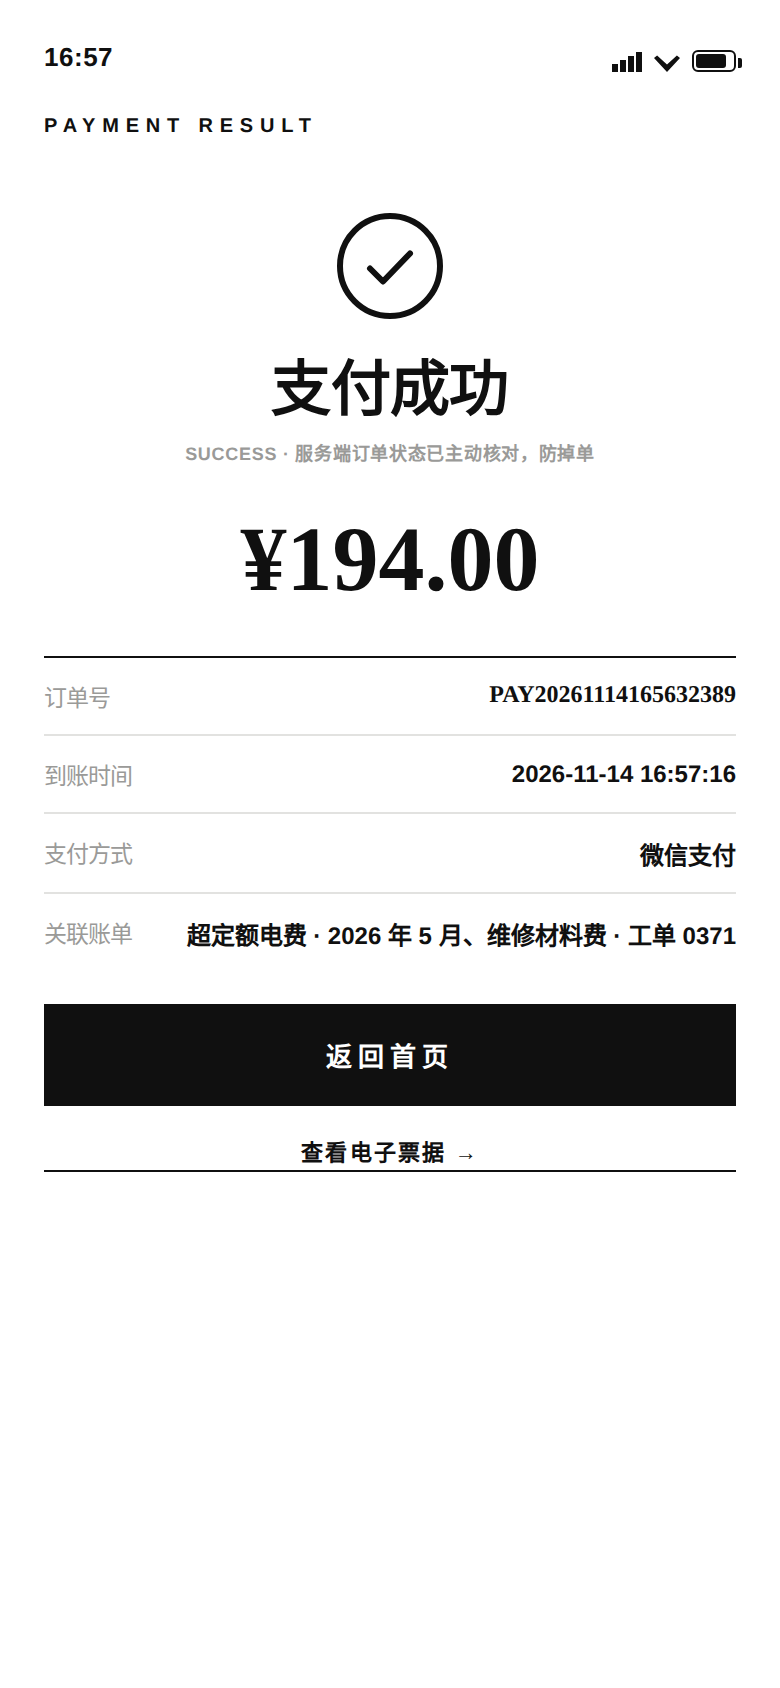 16:57
PAYMENT RESULT
支付成功
SUCCESS · 服务端订单状态已主动核对，防掉单
¥194.00
订单号 PAY20261114165632389
到账时间 2026-11-14 16:57:16
支付方式 微信支付
关联账单 超定额电费 · 2026 年 5 月、维修材料费 · 工单 0371
返回首页
查看电子票据 →